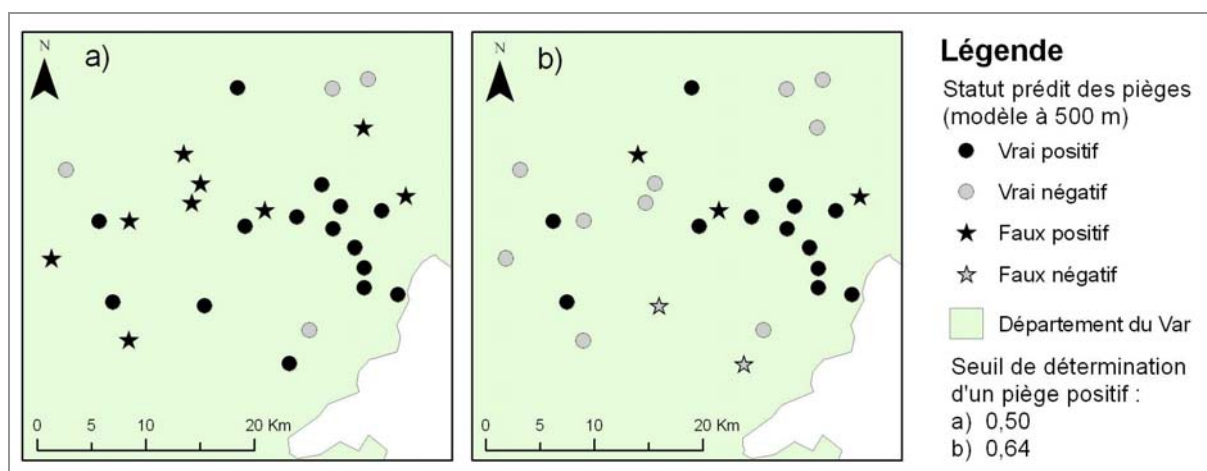 N
a)
0 5 10 20 Km
N
b)
0 5 10 20 Km
Légende
Statut prédit des pièges
(modèle à 500 m)
Vrai positif
Vrai négatif
Faux positif
Faux négatif
Département du Var
Seuil de détermination
d'un piège positif :
a) 0,50
b) 0,64